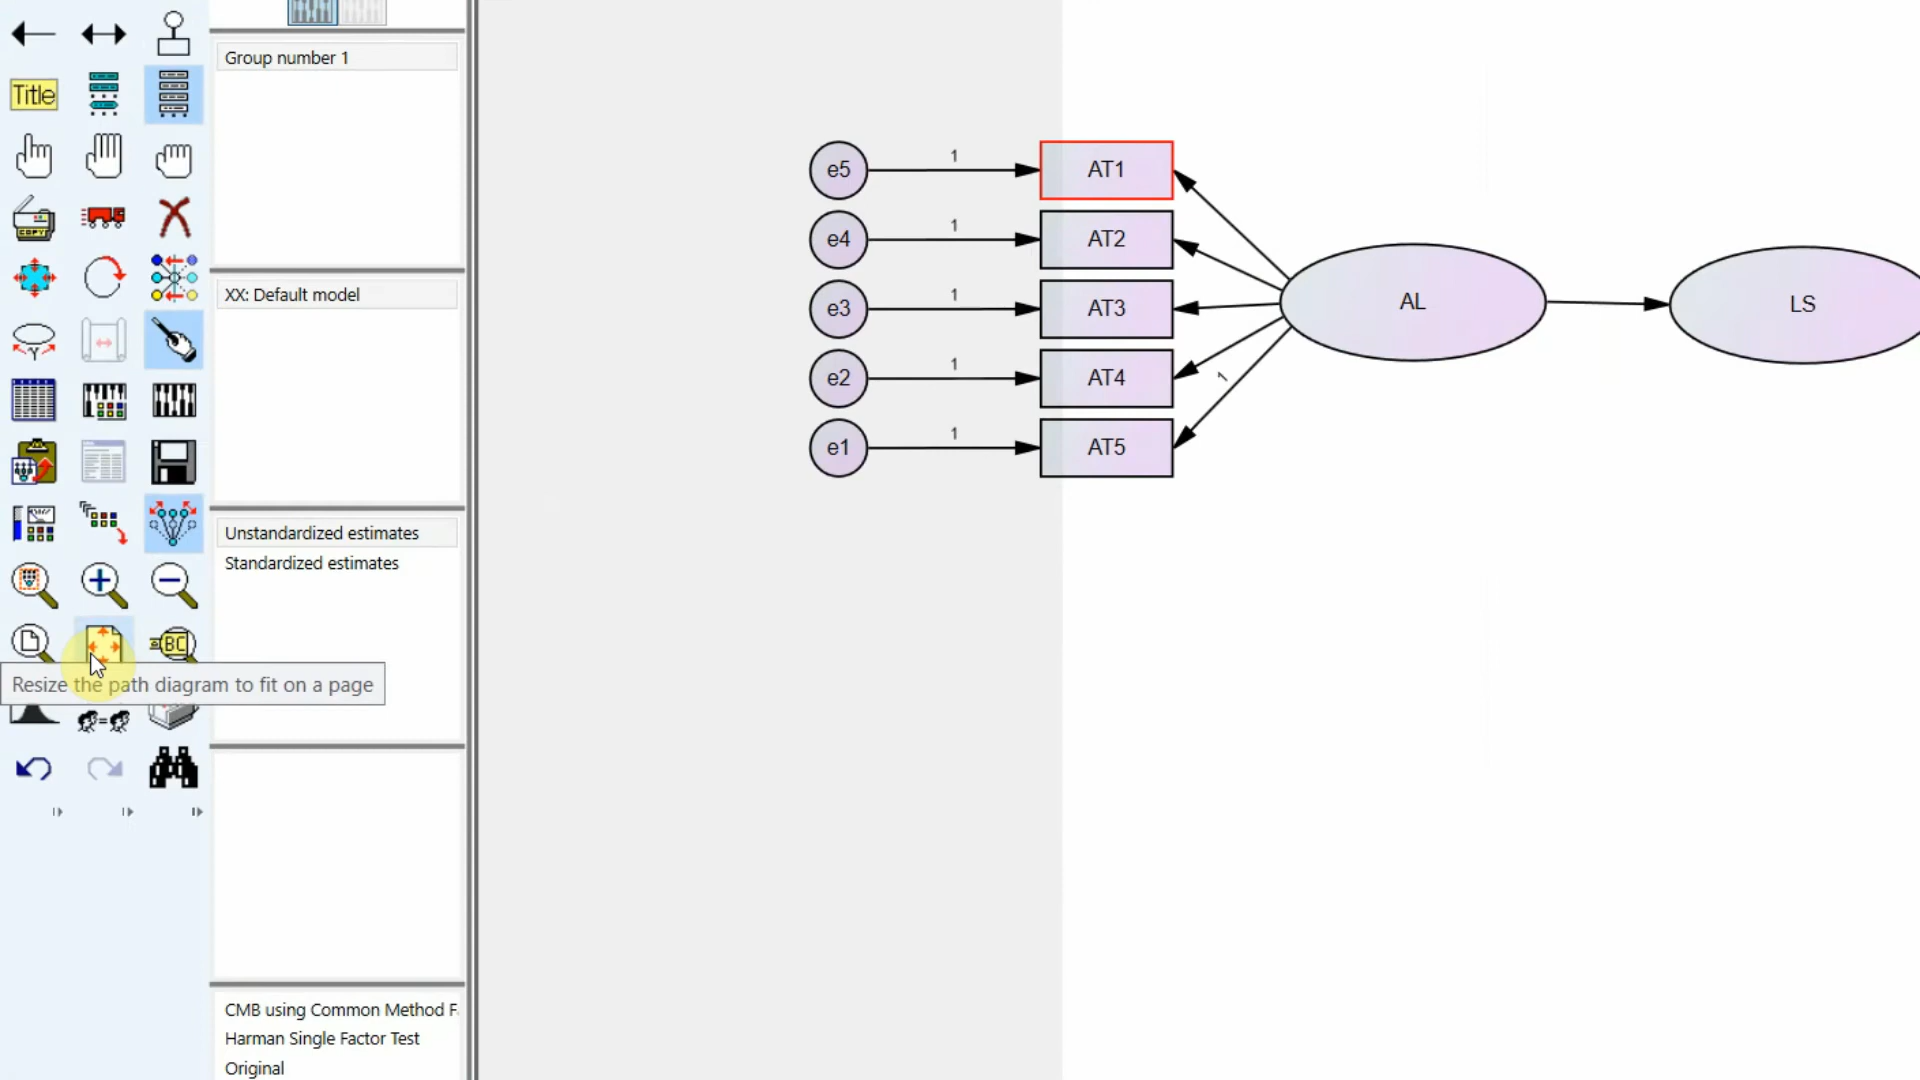 Title
COPY
Y
BC
Resize the path diagram to fit on a page
Group number 1
XX: Default model
Unstandardized estimates
Standardized estimates
CMB using Common Method F
Harman Single Factor Test
Original
e5
1
AT1
e4
1
AT2
e3
1
AT3
e2
1
AT4
e1
1
AT5
1
AL
LS